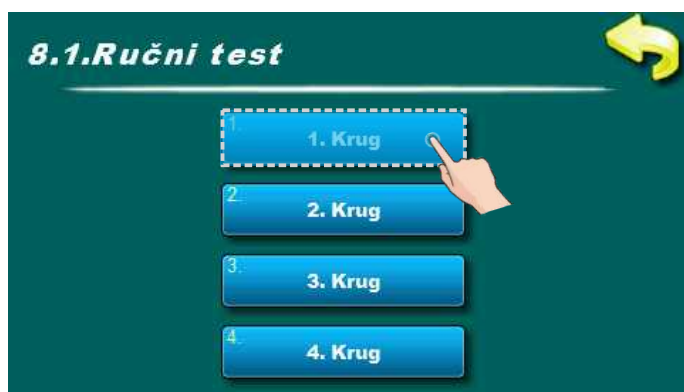 8.1.Ručni test
1.
1. Krug
2.
2. Krug
3.
3. Krug
4.
4. Krug